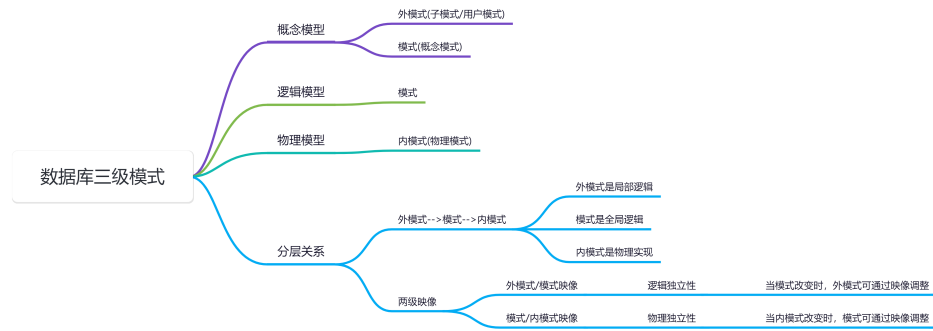 数据库三级模式
概念模型
外模式(子模式/用户模式)
模式(概念模式)
逻辑模型
模式
物理模型
内模式(物理模式)
分层关系
外模式-->模式-->内模式
外模式是局部逻辑
模式是全局逻辑
内模式是物理实现
两级映像
外模式/模式映像
逻辑独立性
当模式改变时，外模式可通过映像调整
模式/内模式映像
物理独立性
当内模式改变时，模式可通过映像调整